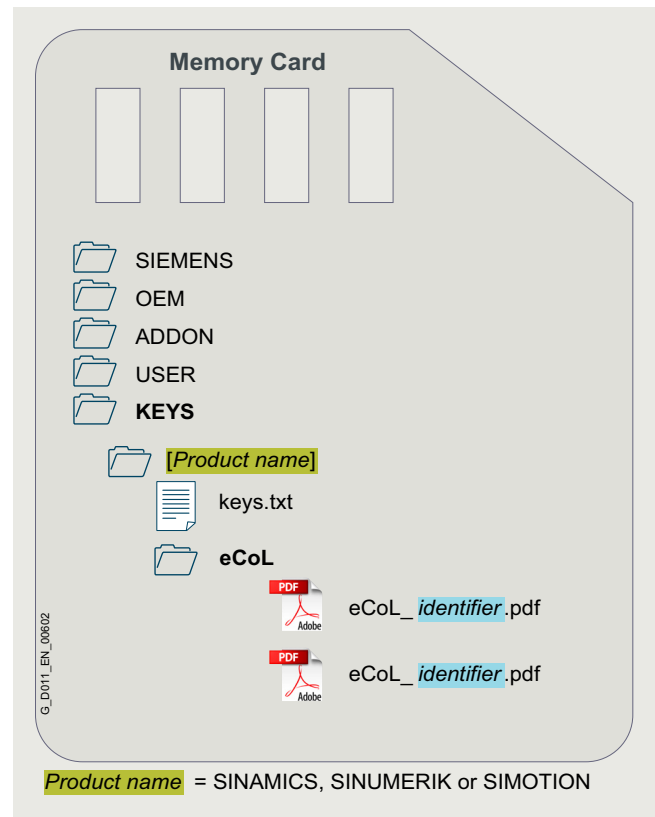 Memory Card
SIEMENS
OEM
ADDON
USER
KEYS
[Product name]
keys.txt
eCoL
PDF
Adobe
eCoL_ identifier.pdf
PDF
Adobe
eCoL_ identifier.pdf
G_D011_EN_00602
Product name = SINAMICS, SINUMERIK or SIMOTION